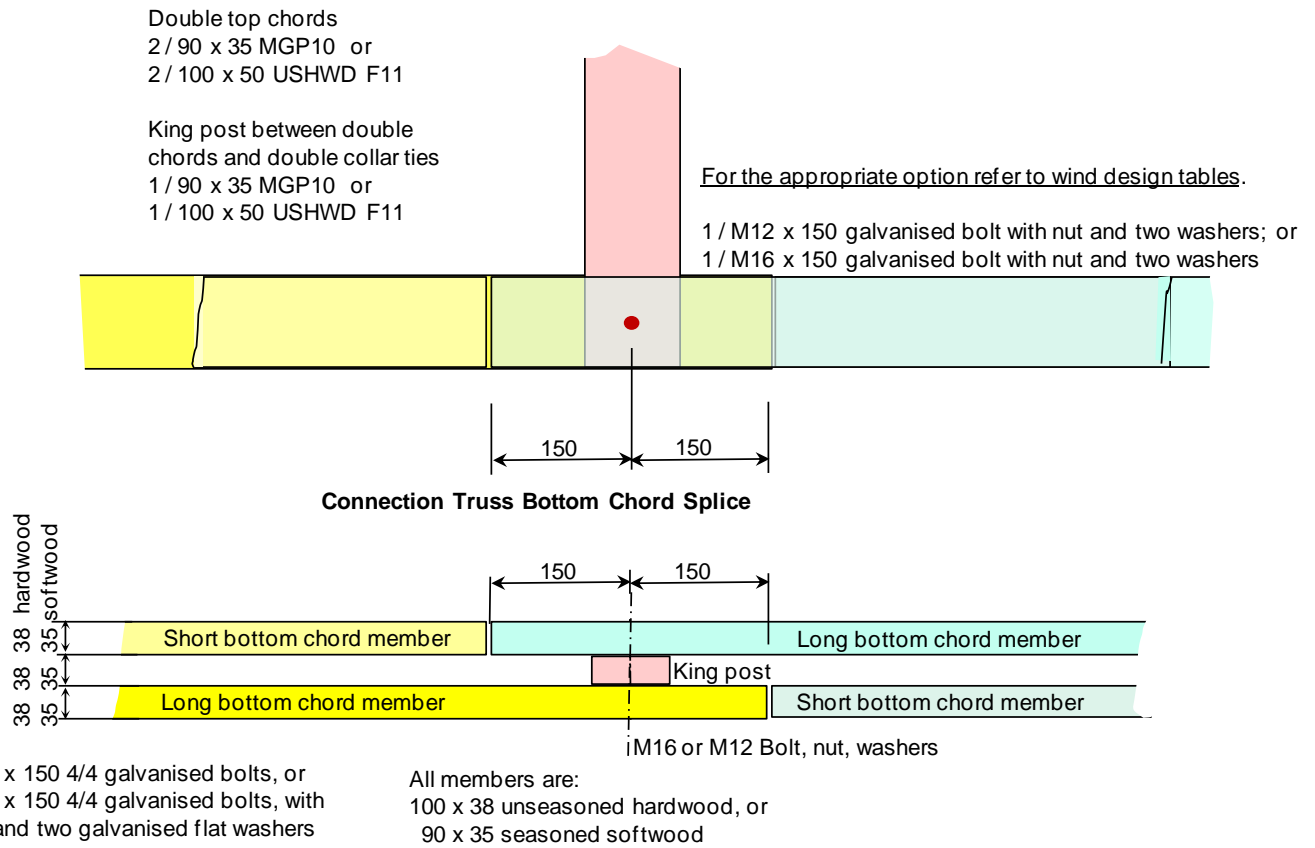 Double top chords
2 / 90 x 35 MGP10 or
2 / 100 x 50 USHWD F11
King post between double
chords and double collar ties
1 / 90 x 35 MGP10 or
1 / 100 x 50 USHWD F11
For the appropriate option refer to wind design tables.
1 / M12 x 150 galvanised bolt with nut and two washers; or
1 / M16 x 150 galvanised bolt with nut and two washers
150
150
Connection Truss Bottom Chord Splice
hardwood
softwood
150
150
38
35
Short bottom chord member
Long bottom chord member
38
35
King post
38
35
Long bottom chord member
Short bottom chord member
M16 or M12 Bolt, nut, washers
x 150 4/4 galvanised bolts, or
x 150 4/4 galvanised bolts, with
and two galvanised flat washers
All members are:
100 x 38 unseasoned hardwood, or
90 x 35 seasoned softwood